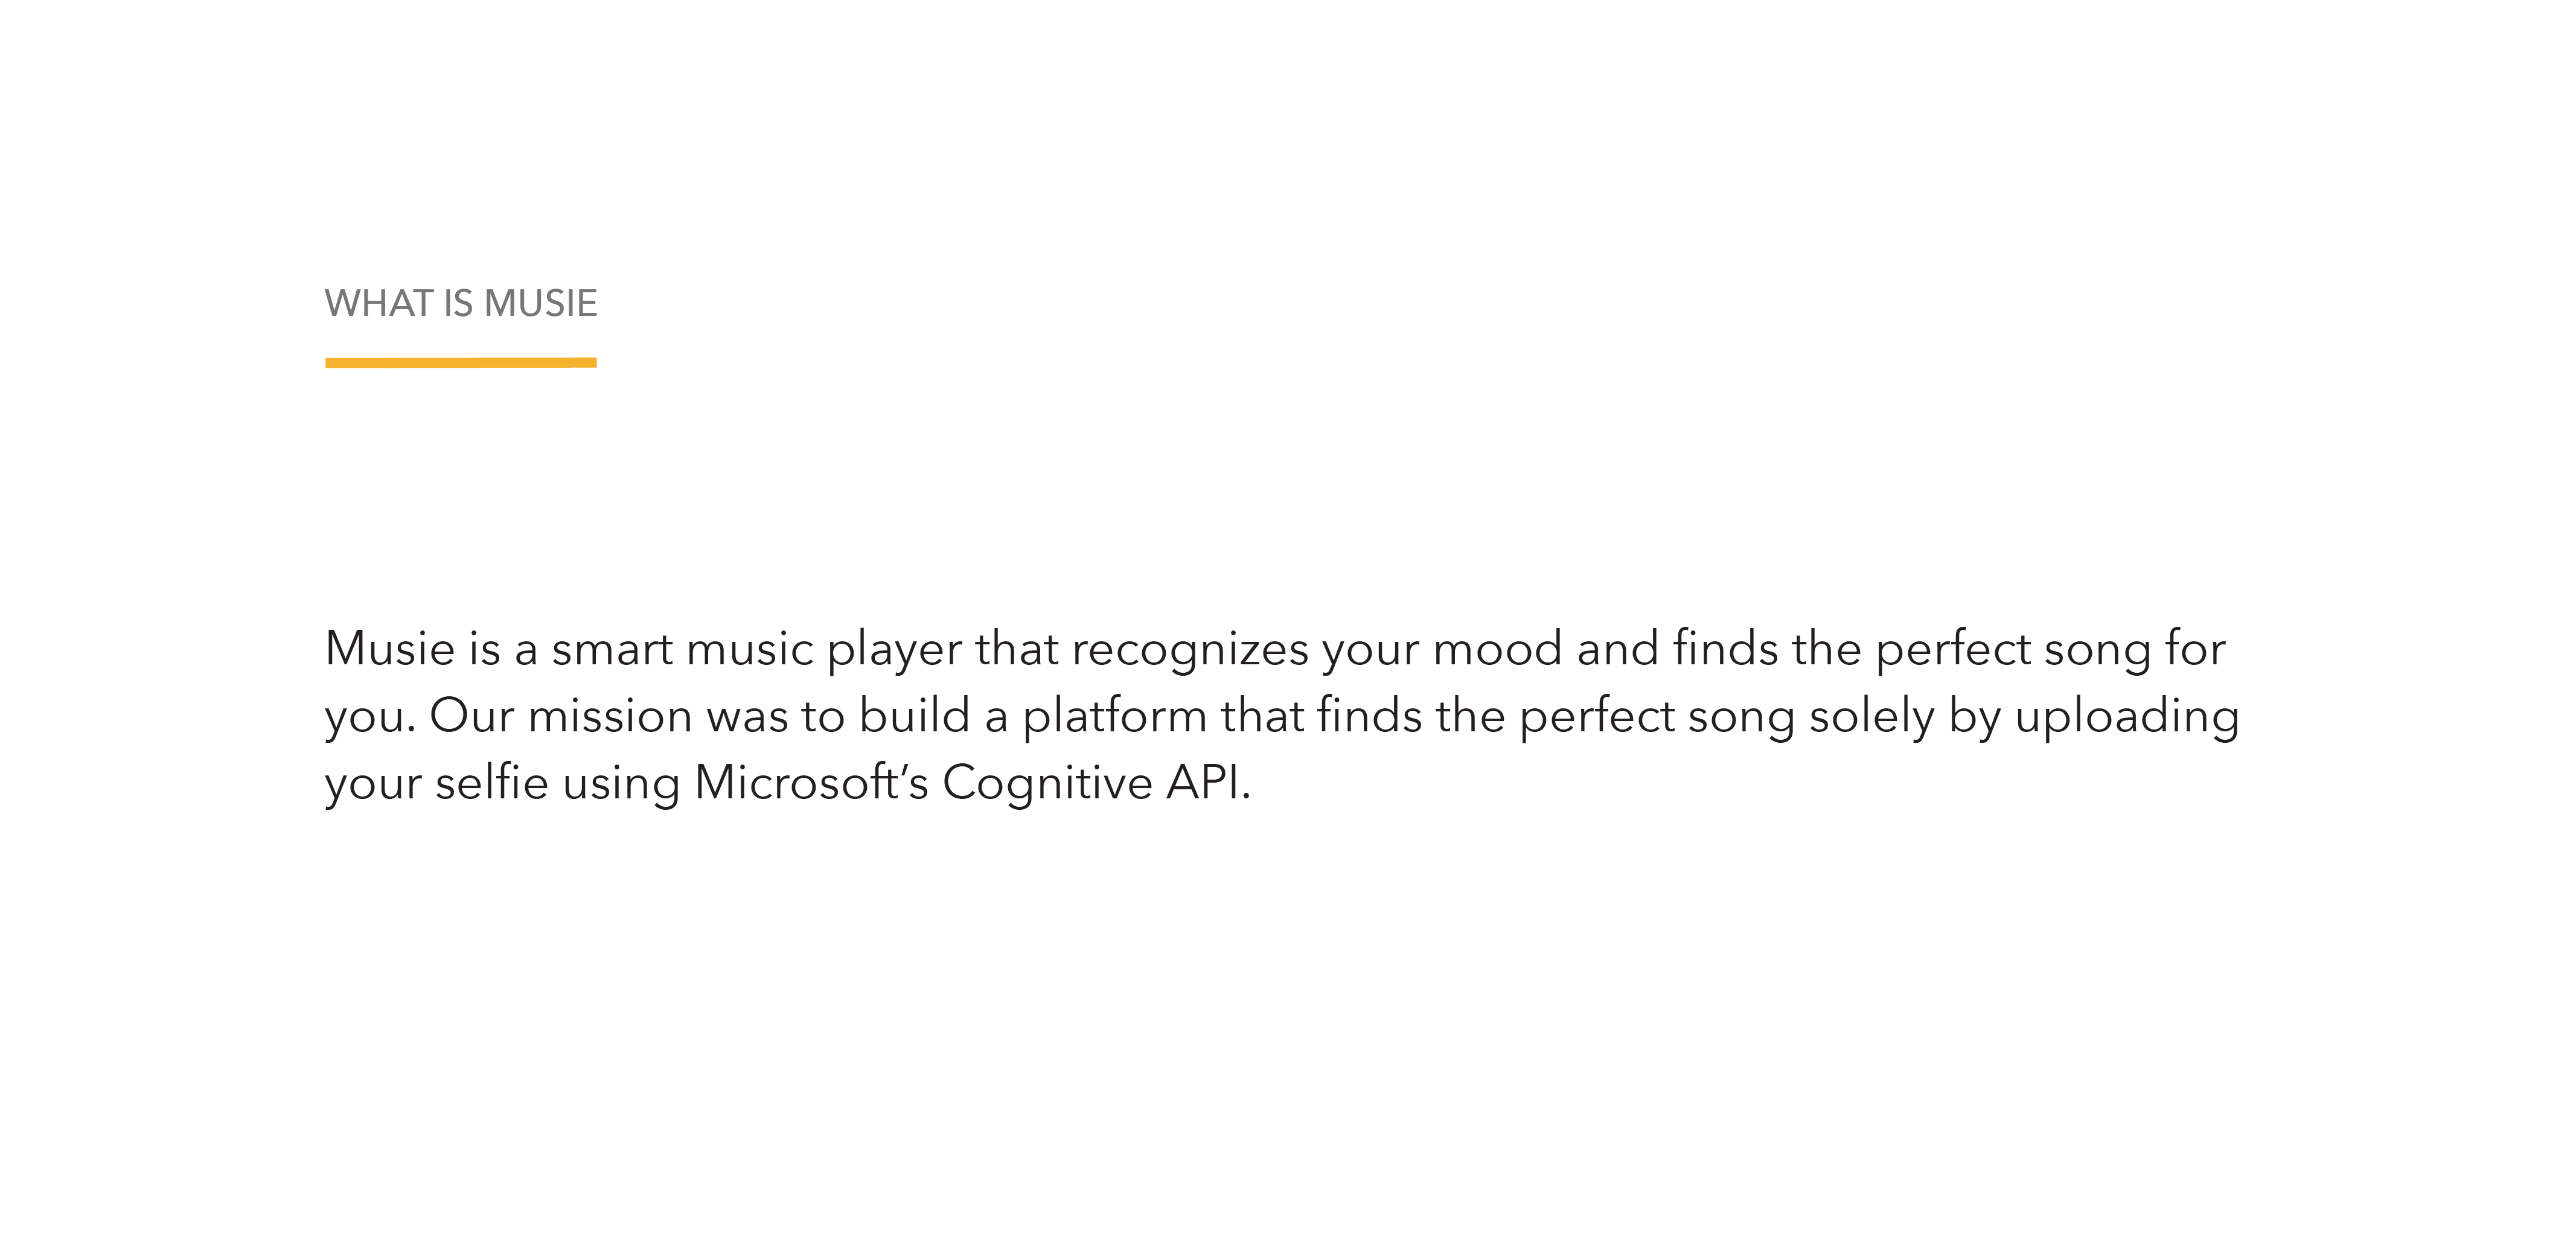 WHAT IS MUSIE
Musie is a smart music player that recognizes your mood and finds the perfect song for
you. Our mission was to build a platform that finds the perfect song solely by uploading
your selfie using Microsoft’s Cognitive API.